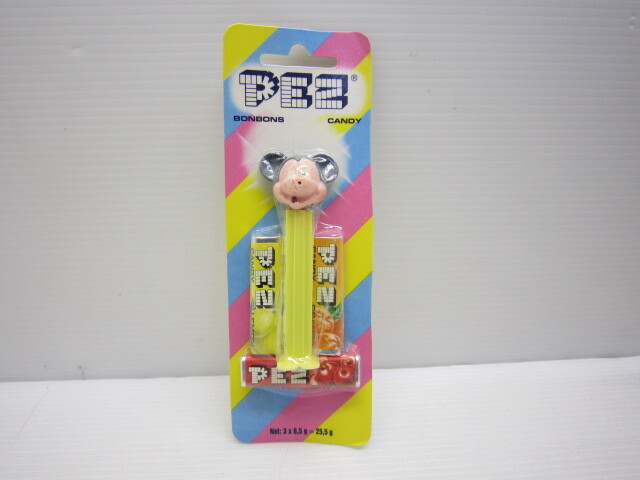 PEZ®
BONBONS CANDY
PEZ
PEZ
PEZ
Net: 3 x 8,5 g = 25,5 g